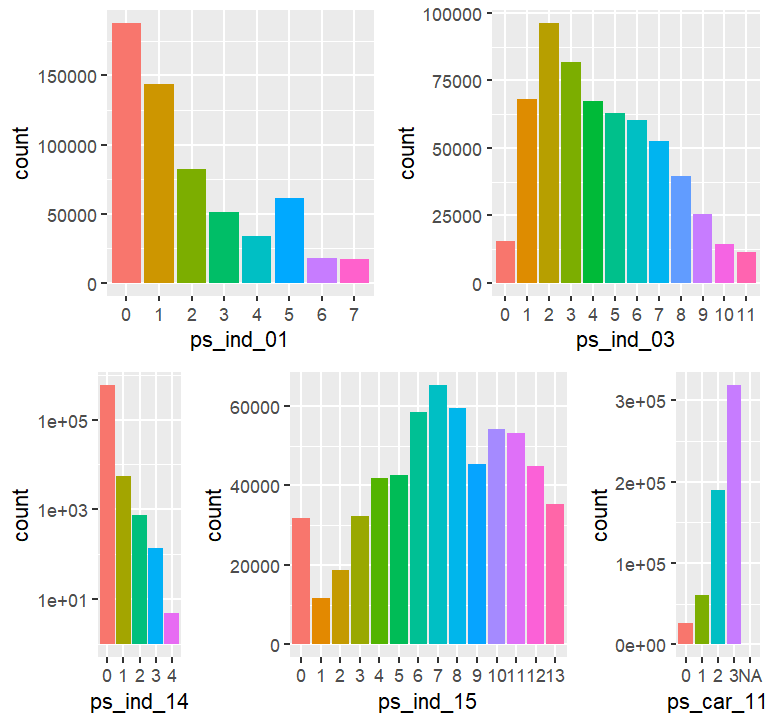 150000
100000
50000
0
count
0 1 2 3 4 5 6 7
ps_ind_01
100000
75000
50000
25000
0
count
0 1 2 3 4 5 6 7 8 9 10 11
ps_ind_03
1e+05
1e+03
1e+01
count
0 1 2 3 4
ps_ind_14
60000
40000
20000
0
count
0 1 2 3 4 5 6 7 8 9 10 11 12 13
ps_ind_15
3e+05
2e+05
1e+05
0e+00
count
0 1 2 3 NA
ps_car_11